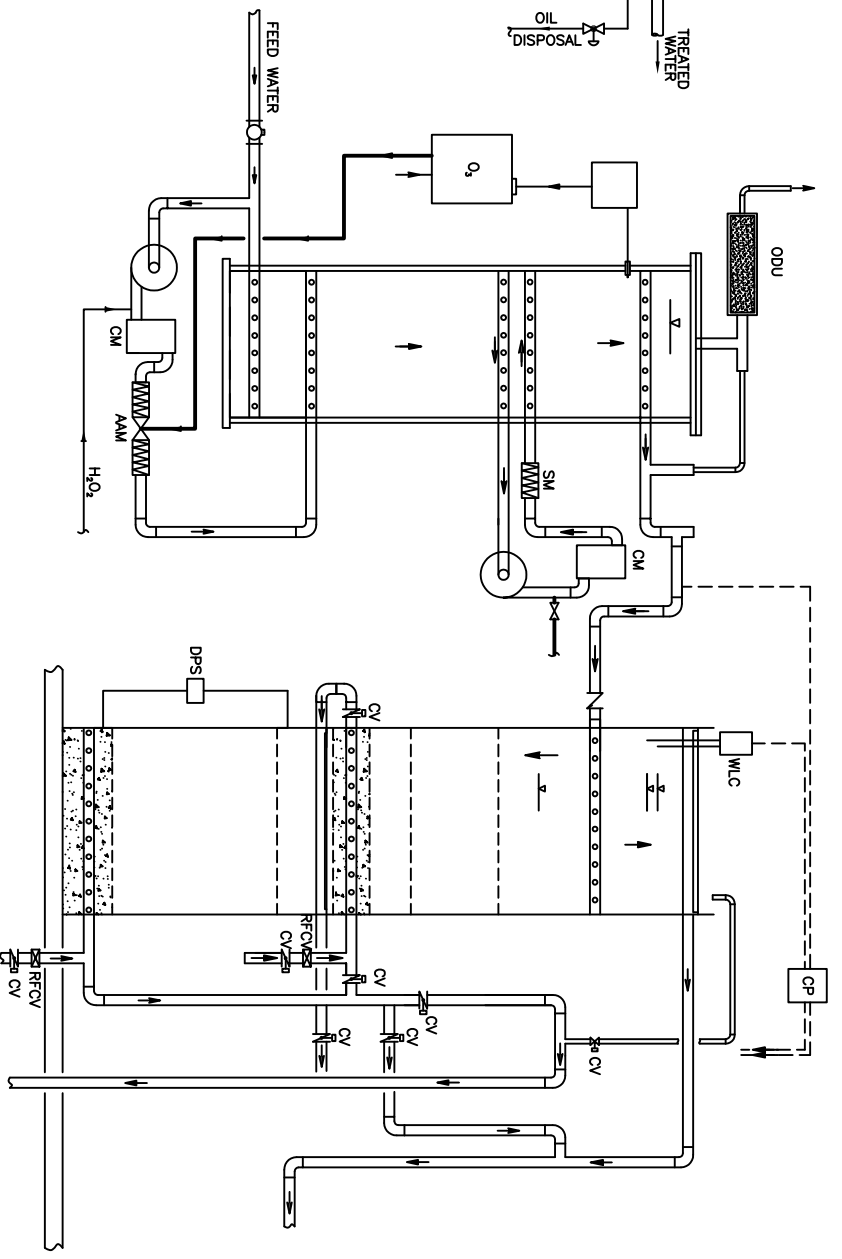 OIL
DISPOSAL
TREATED
WATER
FEED WATER
O₃
ODU
CM
AAM
H₂O₂
SM
CM
DPS
CV
WLC
RFCV
CV
CV
CP
RFCV
CV
CV
CV
CV
CV